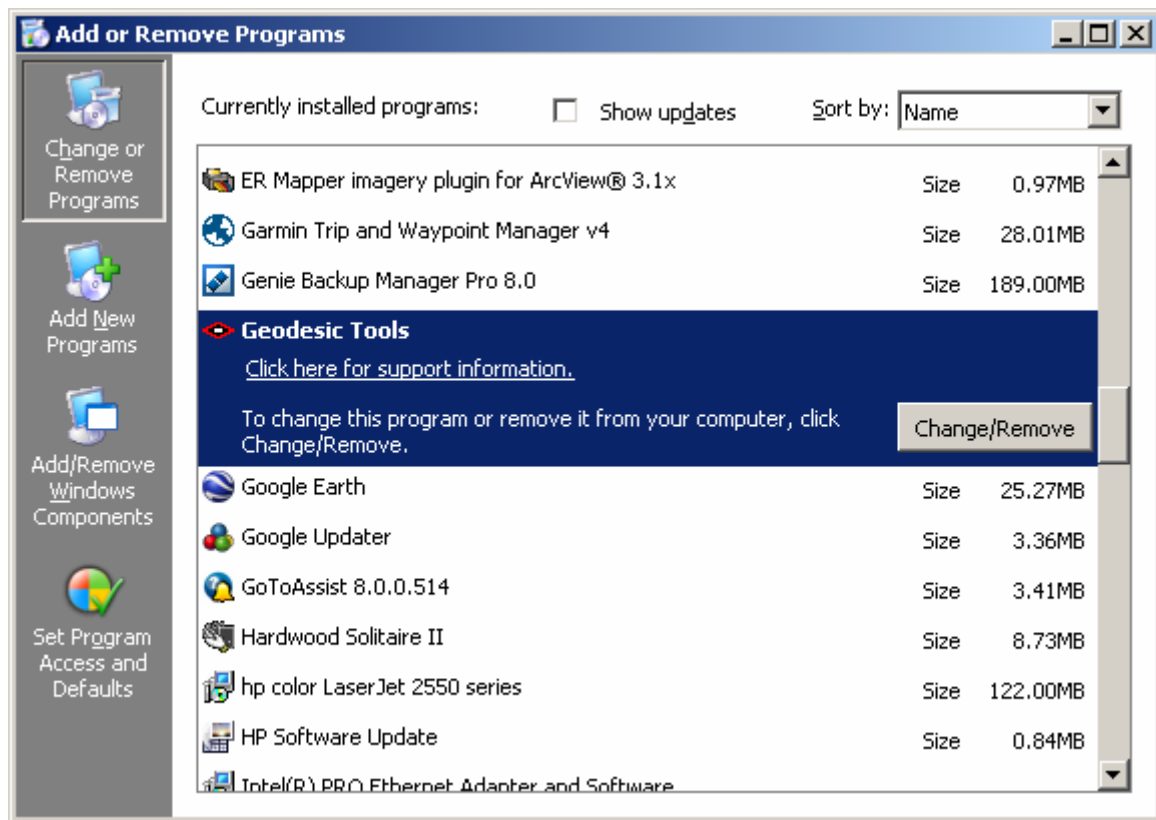 Add or Remove Programs
Change or
Remove
Programs
Add New
Programs
Add/Remove
Windows
Components
Set Program
Access and
Defaults
Currently installed programs:
Show updates
Sort by:
Name
ER Mapper imagery plugin for ArcView® 3.1x Size 0.97MB
Garmin Trip and Waypoint Manager v4 Size 28.01MB
Genie Backup Manager Pro 8.0 Size 189.00MB
Geodesic Tools
Click here for support information.
To change this program or remove it from your computer, click
Change/Remove.
Change/Remove
Google Earth Size 25.27MB
Google Updater Size 3.36MB
GoToAssist 8.0.0.514 Size 3.41MB
Hardwood Solitaire II Size 8.73MB
hp color LaserJet 2550 series Size 122.00MB
HP Software Update Size 0.84MB
Intel(R) PRO Ethernet Adapter and Software